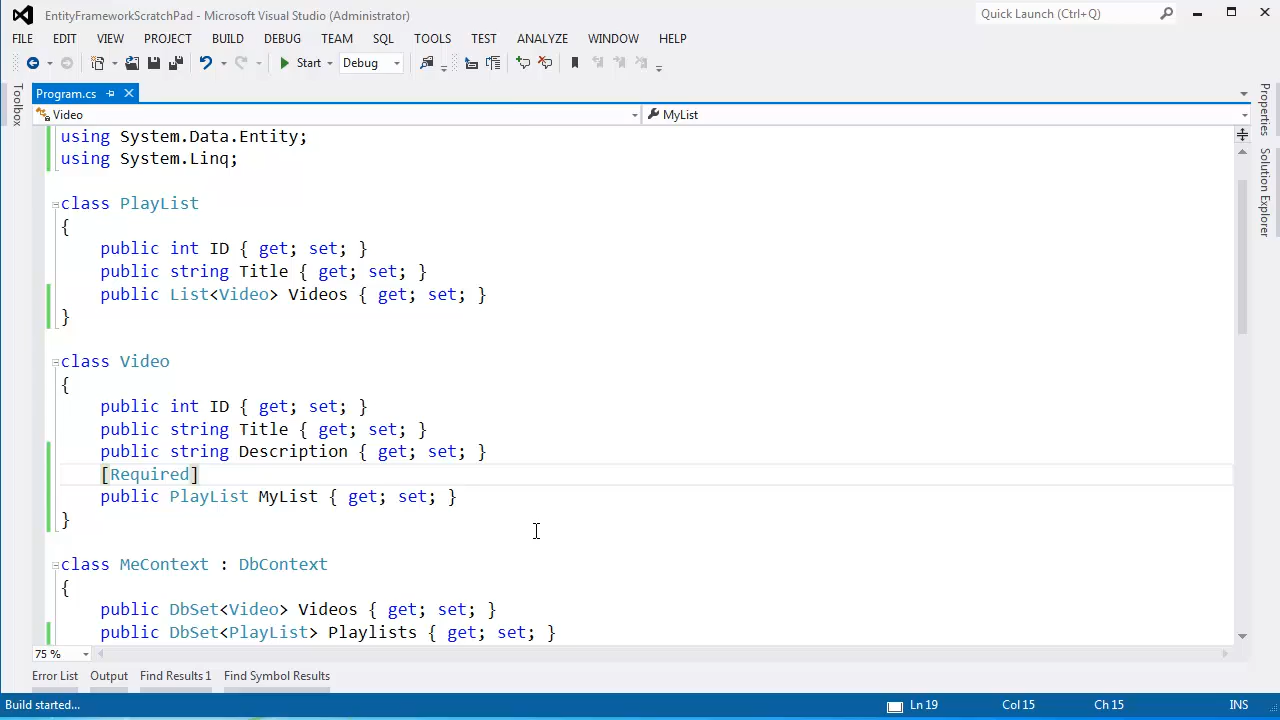 EntityFrameworkScratchPad - Microsoft Visual Studio (Administrator)
Quick Launch (Ctrl+Q)
FILE EDIT VIEW PROJECT BUILD DEBUG TEAM SQL TOOLS TEST ANALYZE WINDOW HELP
Start Debug
Toolbox
Program.cs
Video MyList
Properties
Solution Explorer
using System.Data.Entity;
using System.Linq;
class PlayList
{
public int ID { get; set; }
public string Title { get; set; }
public List<Video> Videos { get; set; }
}
class Video
{
public int ID { get; set; }
public string Title { get; set; }
public string Description { get; set; }
[Required]
public PlayList MyList { get; set; }
}
class MeContext : DbContext
{
public DbSet<Video> Videos { get; set; }
public DbSet<PlayList> Playlists { get; set; }
75 %
Error List Output Find Results 1 Find Symbol Results
Build started... Ln 19 Col 15 Ch 15 INS